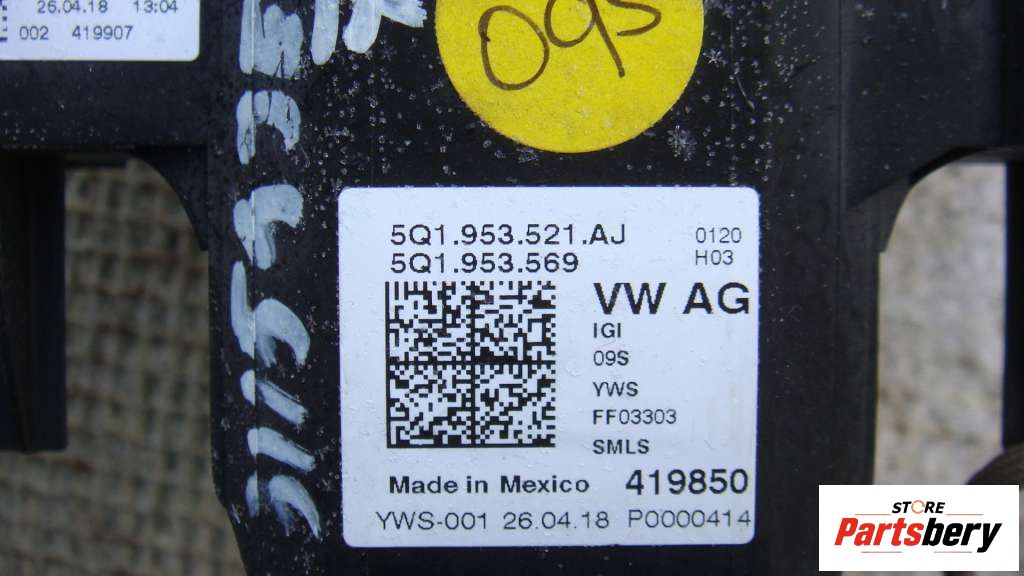 26.04.18 13:04
002 419907
09S
5Q1.953.521.AJ 0120
5Q1.953.569 H03
VW AG
IGI
09S
YWS
FF03303
SMLS
Made in Mexico 419850
YWS-001 26.04.18 P0000414
STORE
Partsbery